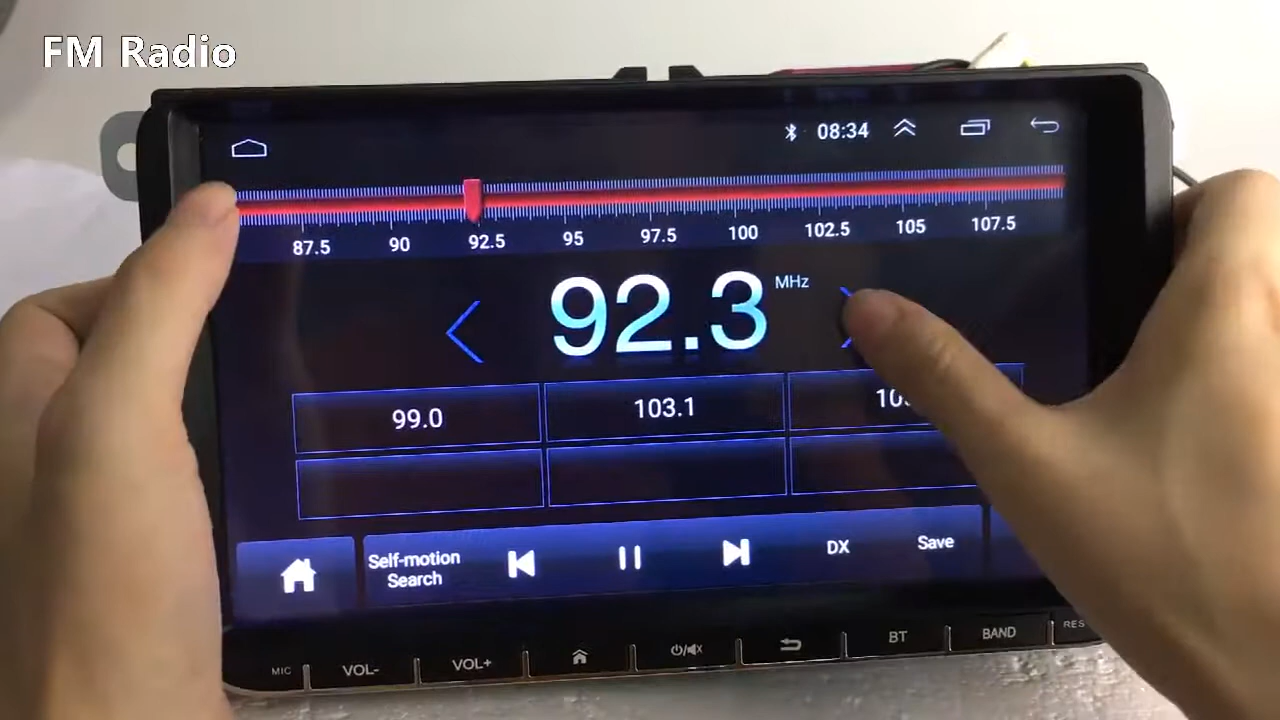 FM Radio
08:34
87.5 90 92.5 95 97.5 100 102.5 105 107.5
92.3 MHz
99.0 103.1
Self-motion
Search
DX Save
MIC VOL- VOL+ BT BAND RES